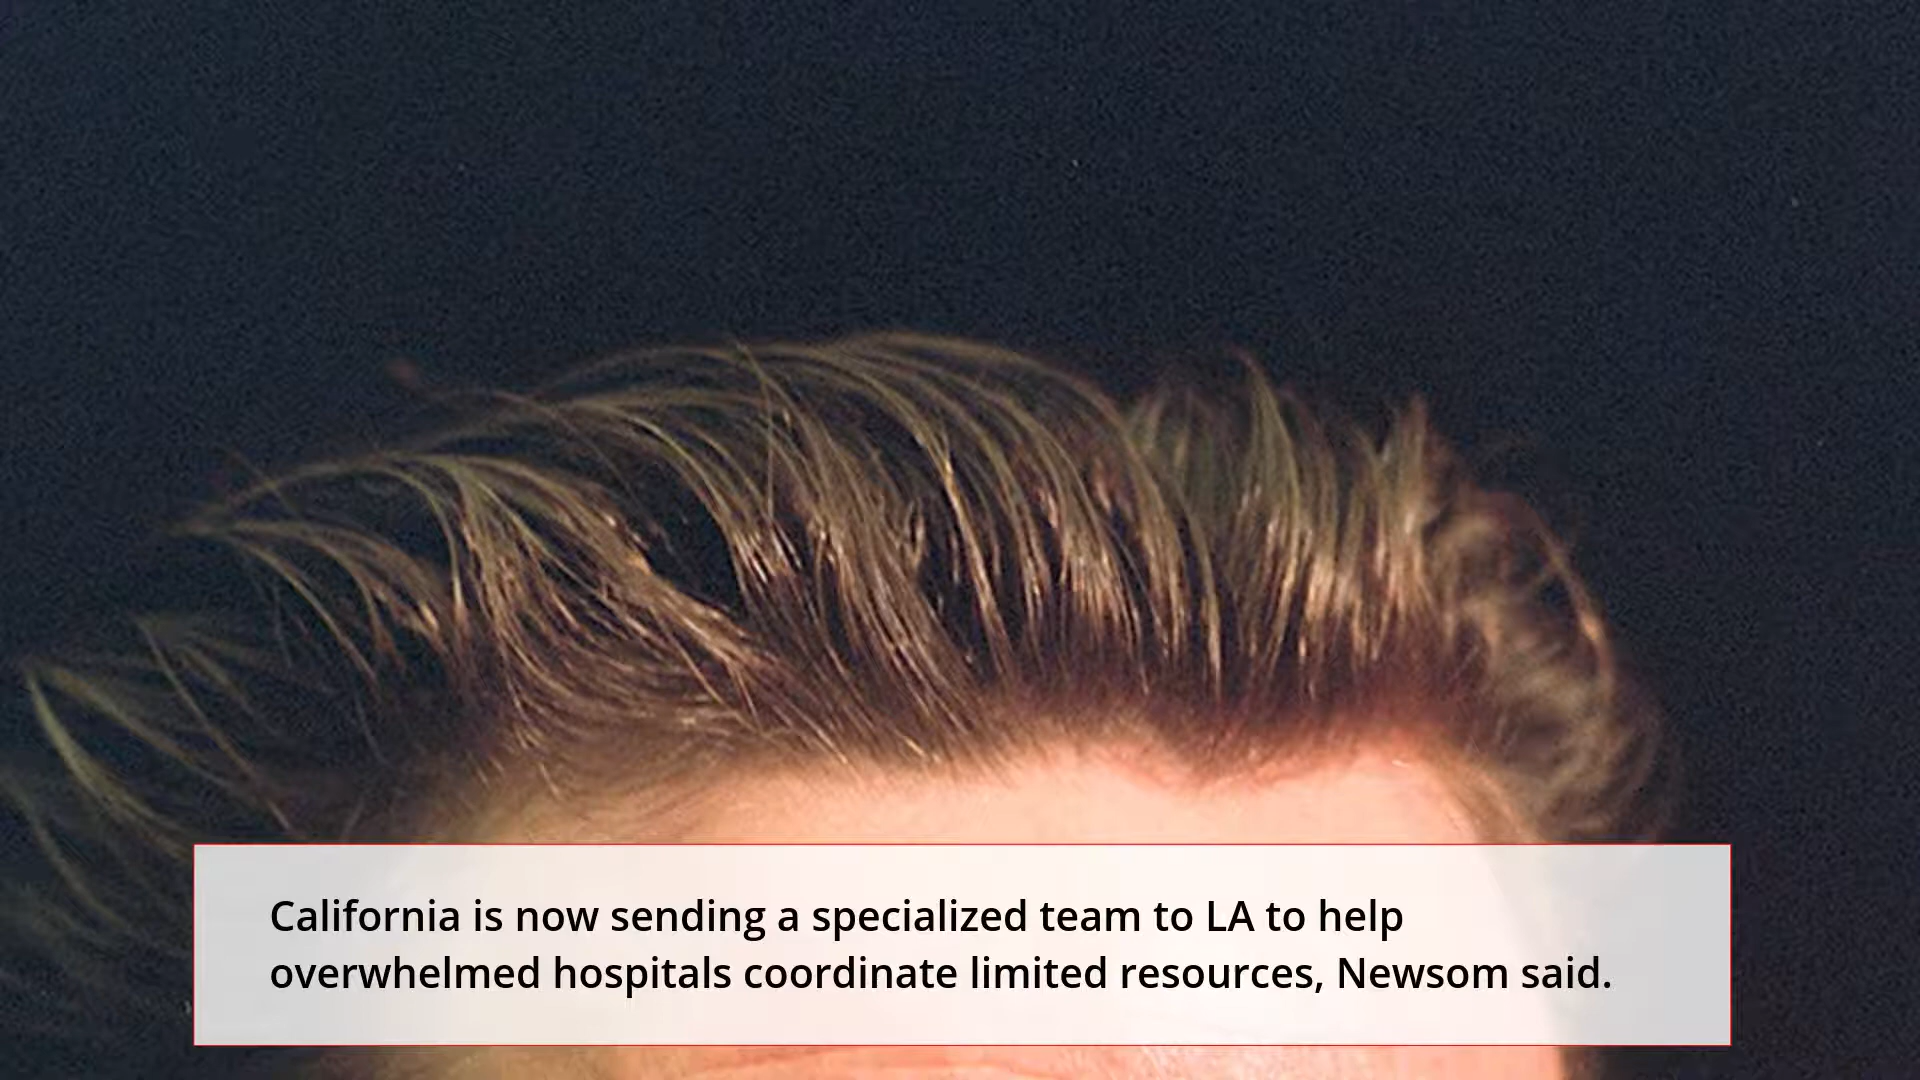 California is now sending a specialized team to LA to help
overwhelmed hospitals coordinate limited resources, Newsom said.